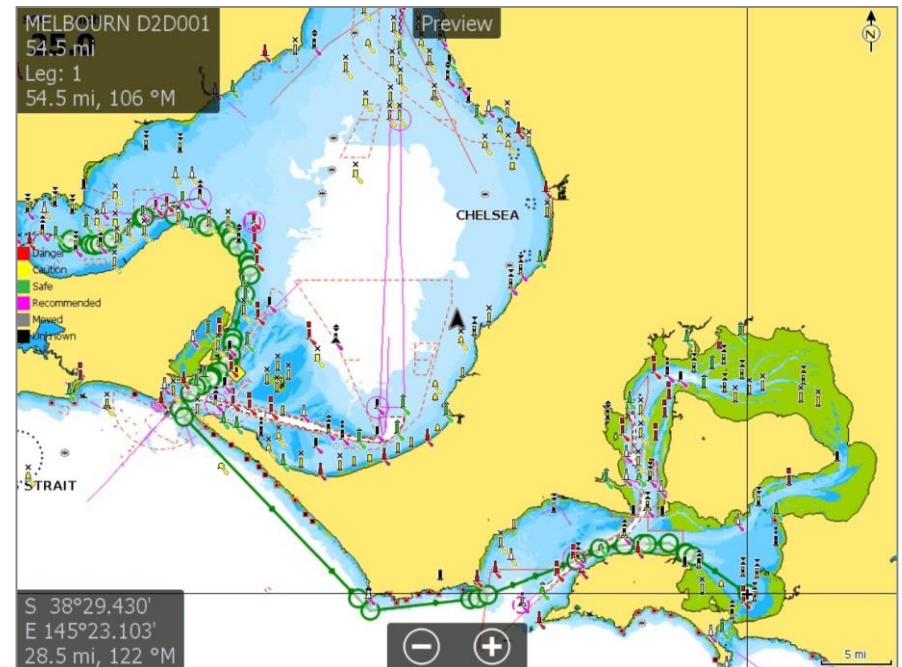 MELBOURN D2D001
54.5 mi
Leg: 1
54.5 mi, 106 °M
Preview
N
CHELSEA
Danger
Caution
Safe
Recommended
Moved
Unknown
STRAIT
S 38°29.430'
E 145°23.103'
28.5 mi, 122 °M
5 mi